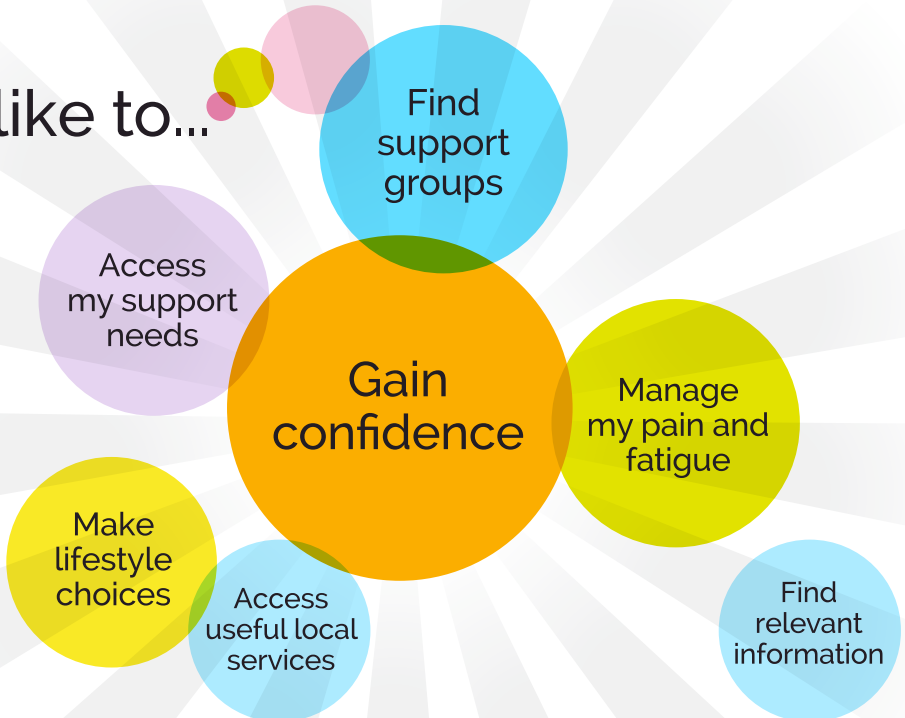 like to...
Find
support
groups
Access
my support
needs
Gain
confidence
Manage
my pain and
fatigue
Make
lifestyle
choices
Access
useful local
services
Find
relevant
information